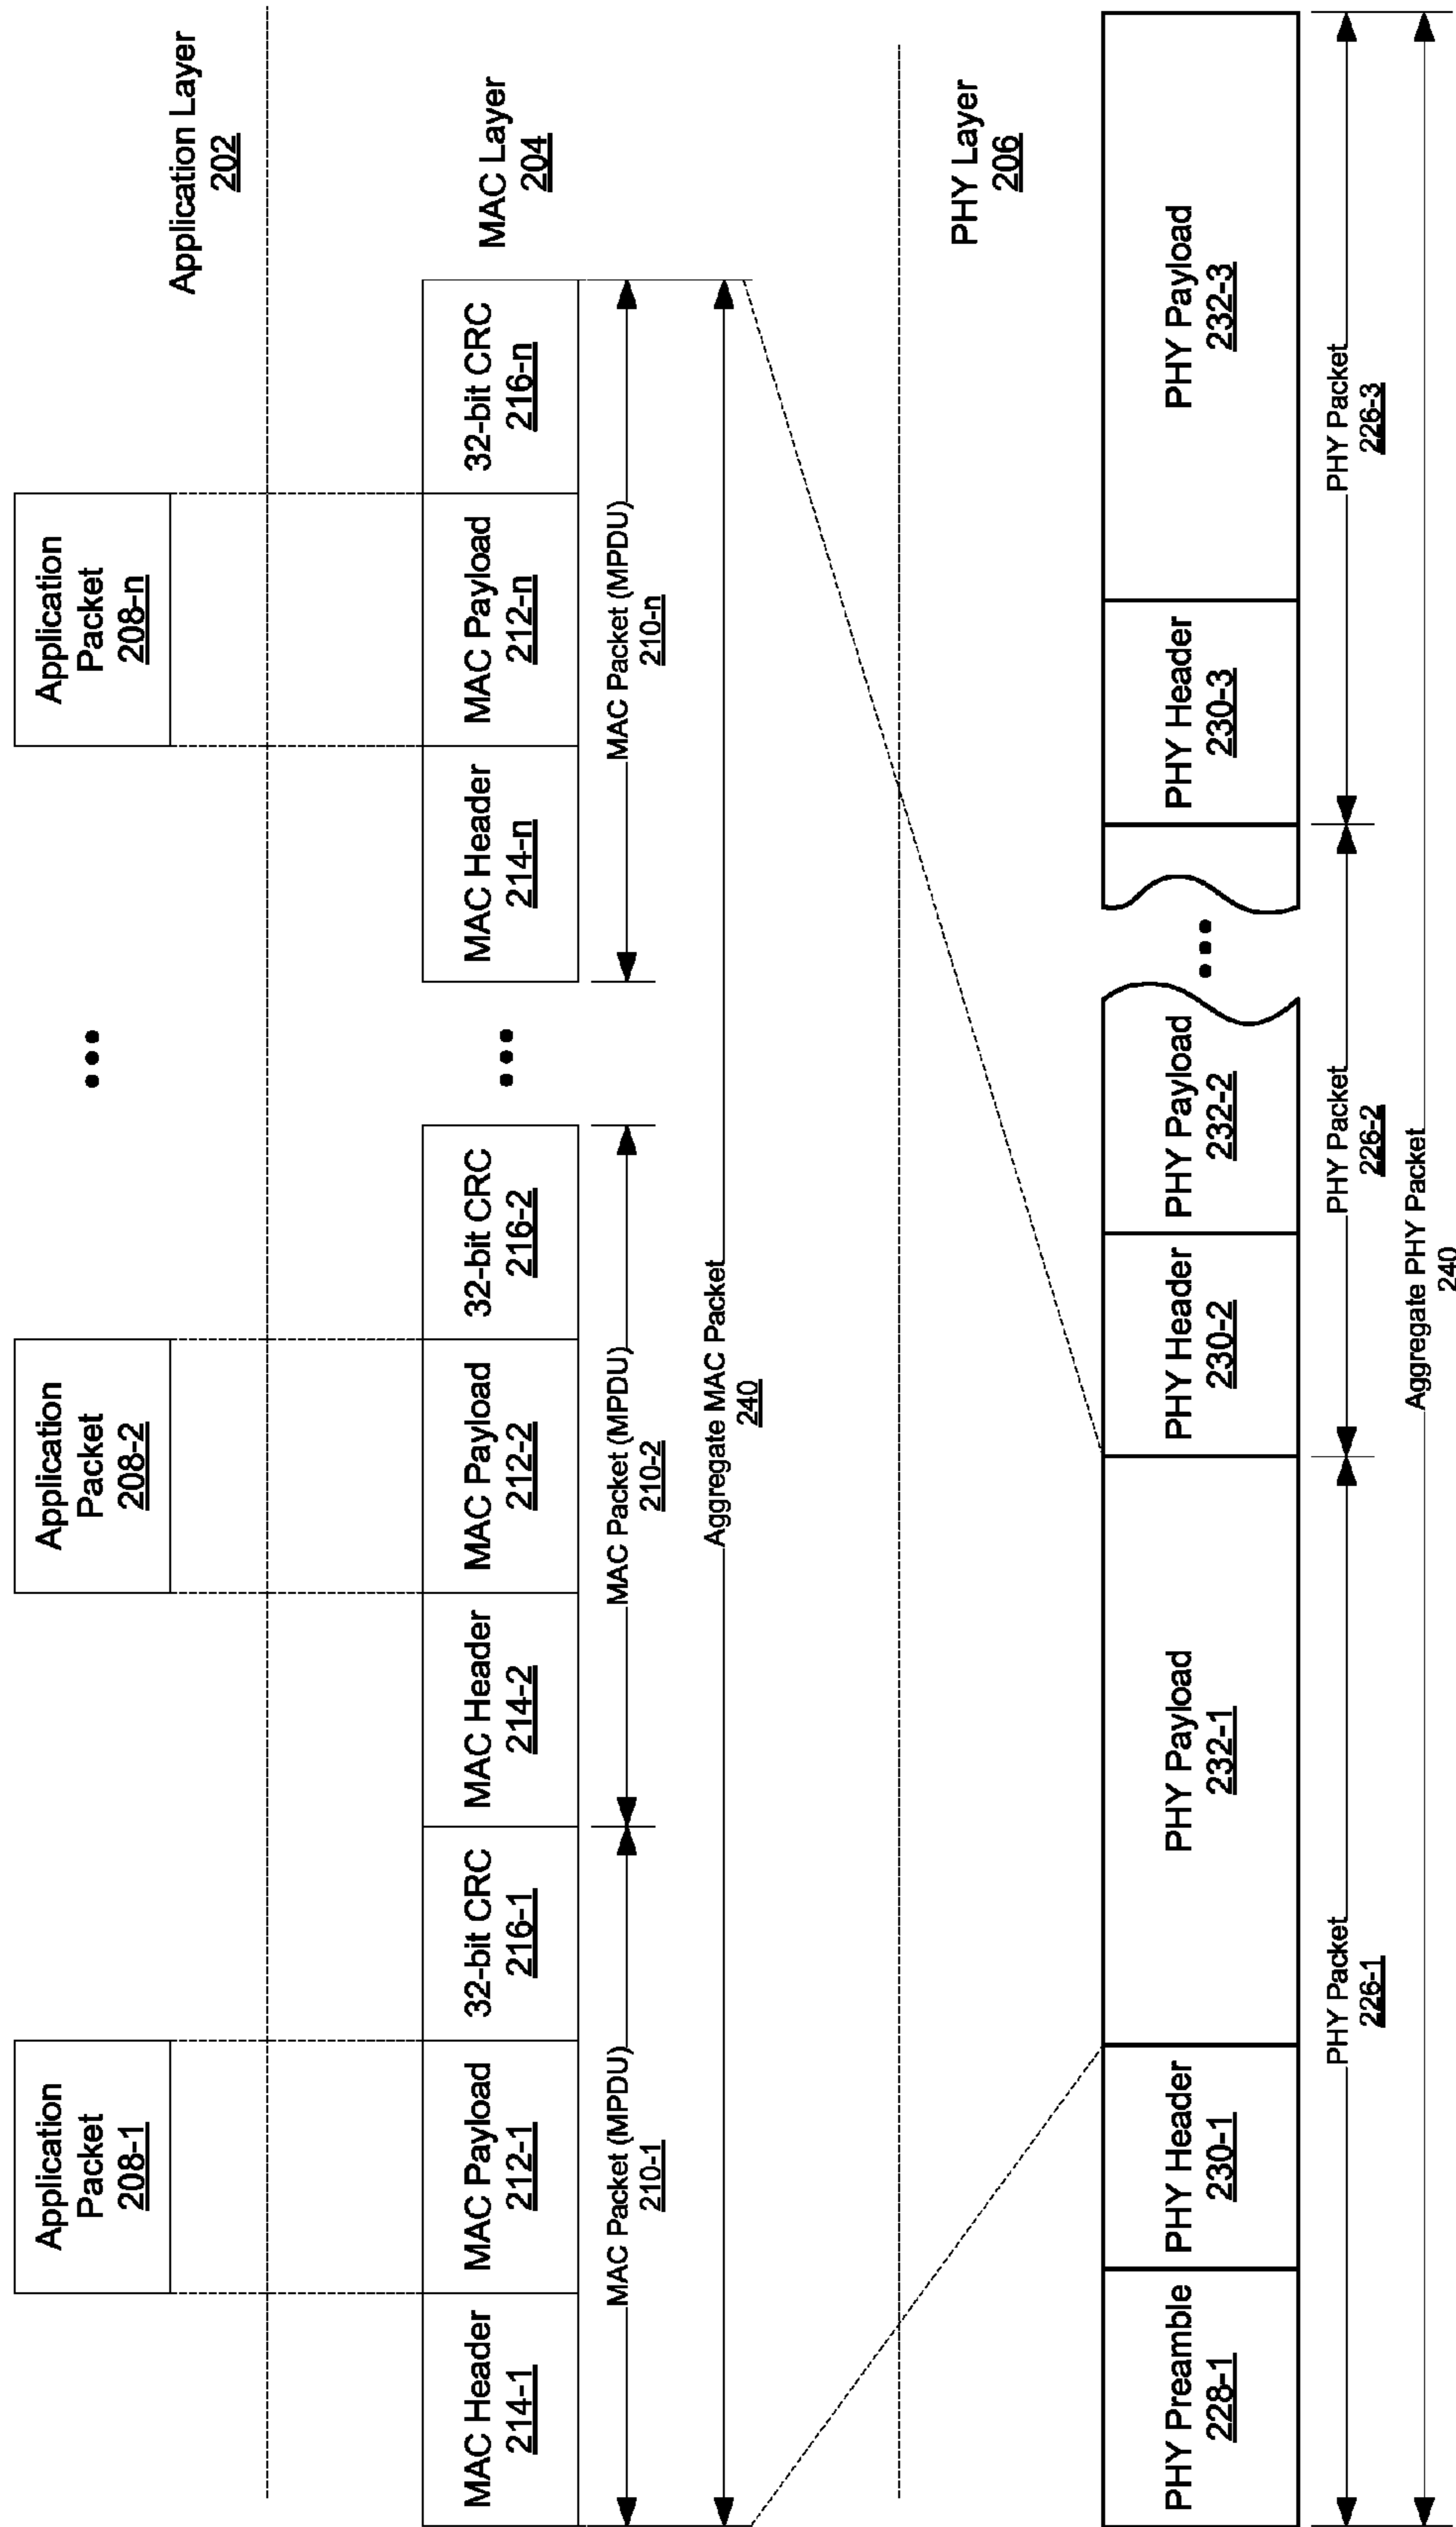 Application
Packet
208-1
Application
Packet
208-2
•••
Application
Packet
208-n
Application Layer
202
MAC Header
214-1
MAC Payload
212-1
32-bit CRC
216-1
MAC Header
214-2
MAC Payload
212-2
32-bit CRC
216-2
•••
MAC Header
214-n
MAC Payload
212-n
32-bit CRC
216-n
MAC Layer
204
MAC Packet (MPDU)
210-1
MAC Packet (MPDU)
210-2
MAC Packet (MPDU)
210-n
Aggregate MAC Packet
240
PHY Layer
206
PHY Preamble
228-1
PHY Header
230-1
PHY Payload
232-1
PHY Header
230-2
PHY Payload
232-2
•••
PHY Header
230-3
PHY Payload
232-3
PHY Packet
226-1
PHY Packet
226-2
PHY Packet
226-3
Aggregate PHY Packet
240